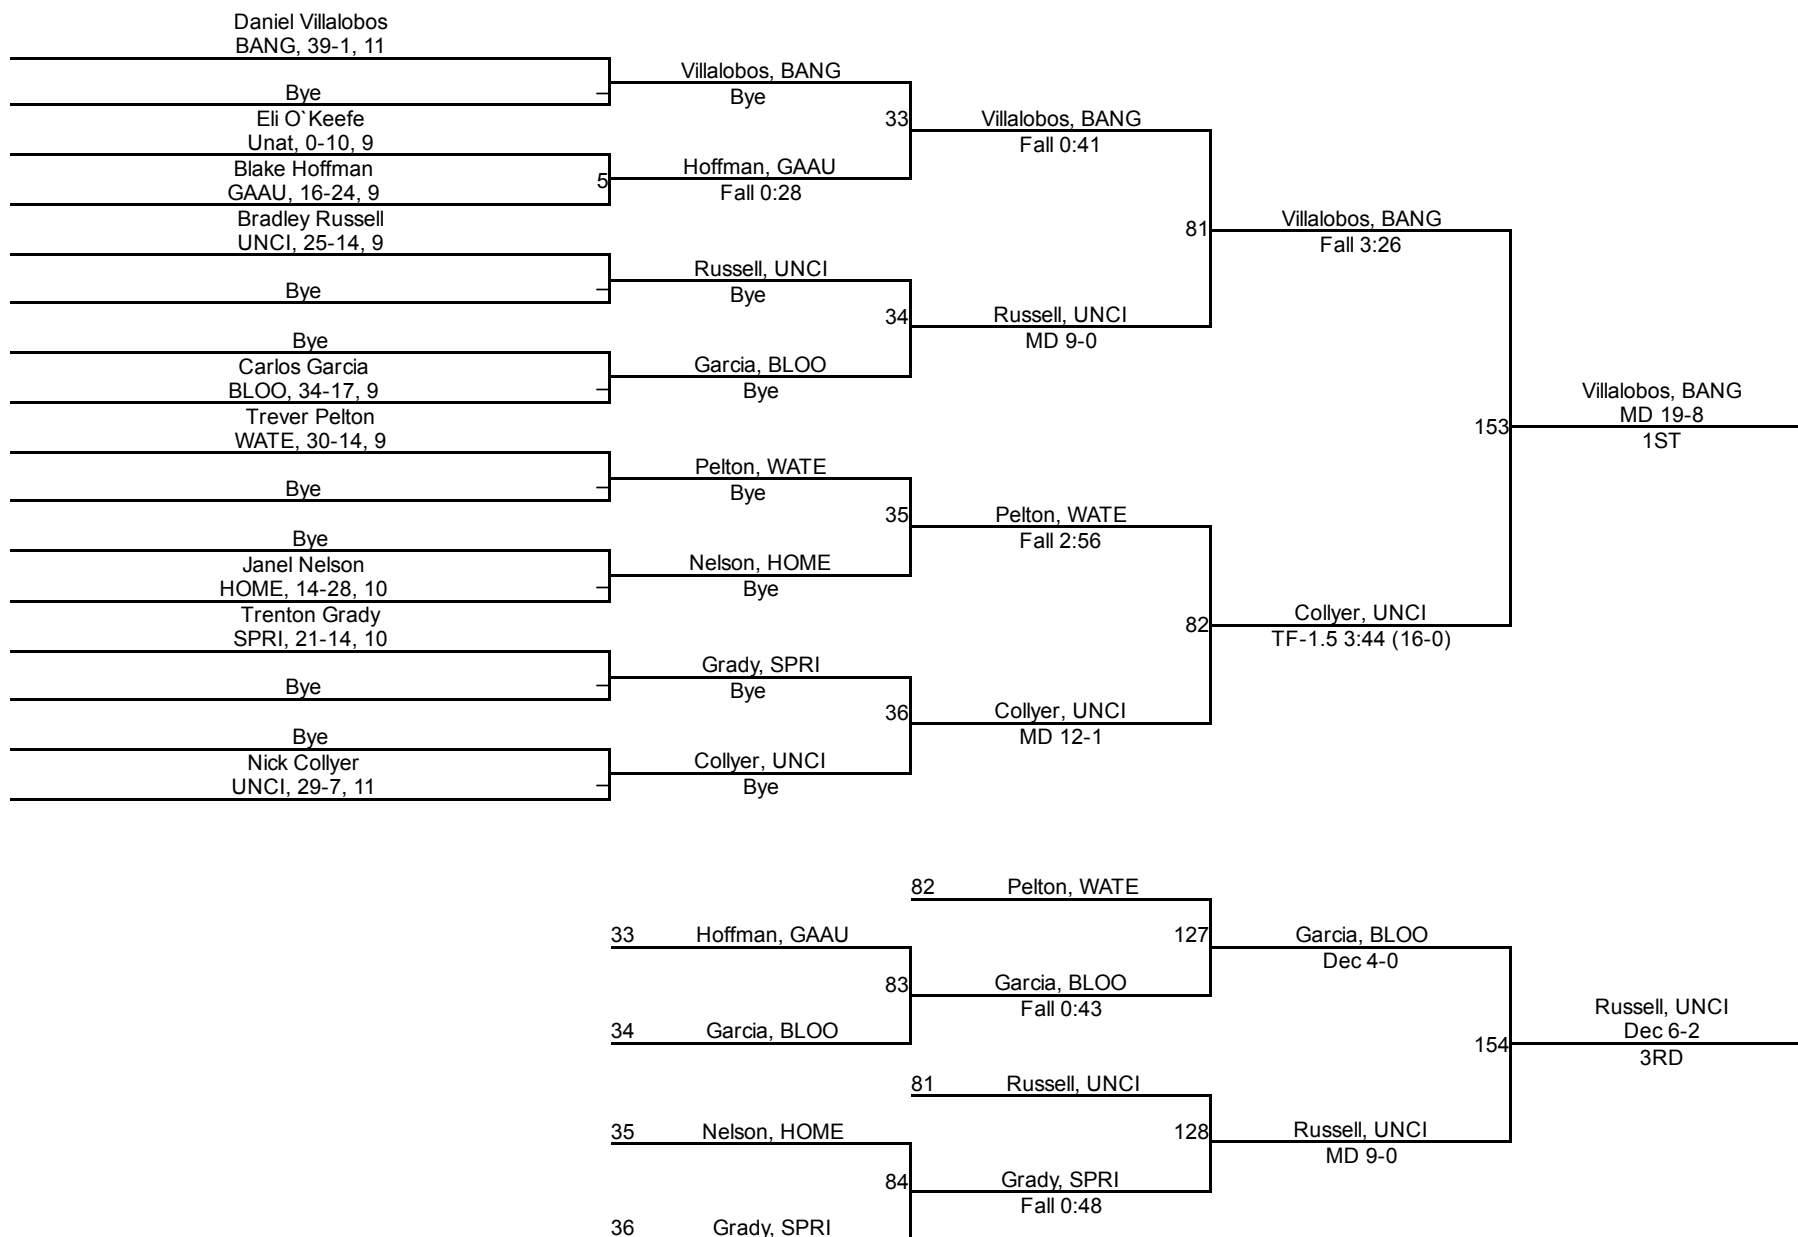 Daniel Villalobos
BANG, 39-1, 11
Bye
Eli O`Keefe
Unat, 0-10, 9
Blake Hoffman
GAAU, 16-24, 9
5
Bradley Russell
UNCI, 25-14, 9
Bye
Bye
Carlos Garcia
BLOO, 34-17, 9
Trever Pelton
WATE, 30-14, 9
Bye
Bye
Janel Nelson
HOME, 14-28, 10
Trenton Grady
SPRI, 21-14, 10
Bye
Bye
Nick Collyer
UNCI, 29-7, 11
Villalobos, BANG
Bye
33
Hoffman, GAAU
Fall 0:28
Russell, UNCI
Bye
34
Garcia, BLOO
Bye
Pelton, WATE
Bye
35
Nelson, HOME
Bye
Grady, SPRI
Bye
36
Collyer, UNCI
Bye
Villalobos, BANG
Fall 0:41
81
Russell, UNCI
MD 9-0
Pelton, WATE
Fall 2:56
82
Collyer, UNCI
MD 12-1
Villalobos, BANG
Fall 3:26
153
Collyer, UNCI
TF-1.5 3:44 (16-0)
Villalobos, BANG
MD 19-8
1ST
82 Pelton, WATE
33 Hoffman, GAAU
127
83
Garcia, BLOO
Fall 0:43
34 Garcia, BLOO
81 Russell, UNCI
35 Nelson, HOME
128
84
Grady, SPRI
Fall 0:48
36 Grady, SPRI
Garcia, BLOO
Dec 4-0
154
Russell, UNCI
MD 9-0
Russell, UNCI
Dec 6-2
3RD